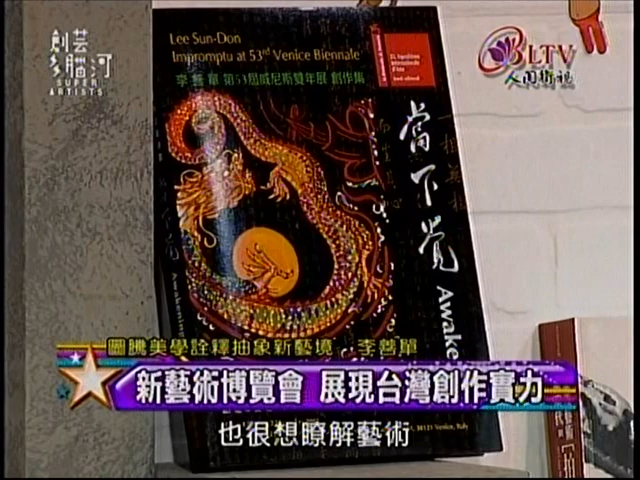 創芸
多腦河
SUPER
ARTISTS
BLTV
人間衛視
Lee Sun-Don
Impromptu at 53rd Venice Biennale
李善單 第53屆威尼斯雙年展 創作集
當下覺
Awake
圖騰美學詮釋抽象新藝境 李善單
新藝術博覽會 展現台灣創作實力
也很想瞭解藝術